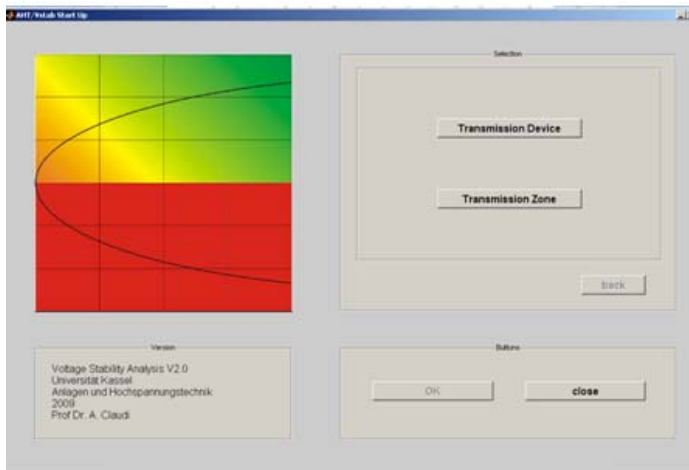 AHT/VstLab Start Up
Selection
Transmission Device
Transmission Zone
back
Version
Voltage Stability Analysis V2.0
Universität Kassel
Anlagen und Hochspannungstechnik
2009
Prof Dr. A. Claudi
Buttons
OK
close